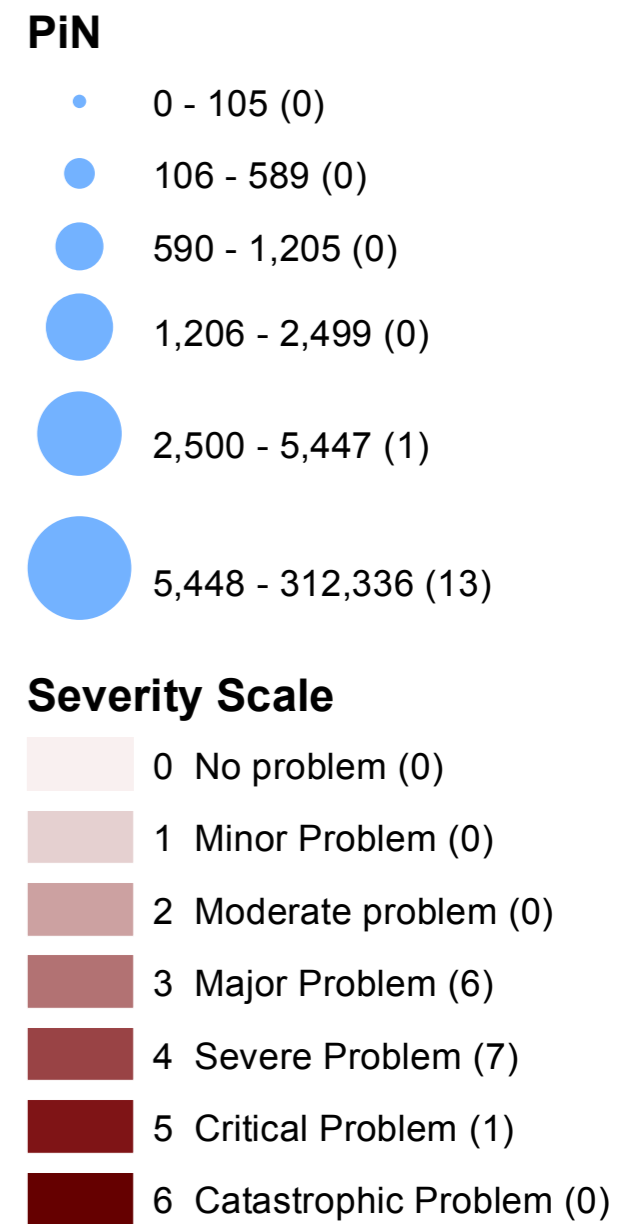 PiN
0 - 105 (0)
106 - 589 (0)
590 - 1,205 (0)
1,206 - 2,499 (0)
2,500 - 5,447 (1)
5,448 - 312,336 (13)
Severity Scale
0 No problem (0)
1 Minor Problem (0)
2 Moderate problem (0)
3 Major Problem (6)
4 Severe Problem (7)
5 Critical Problem (1)
6 Catastrophic Problem (0)